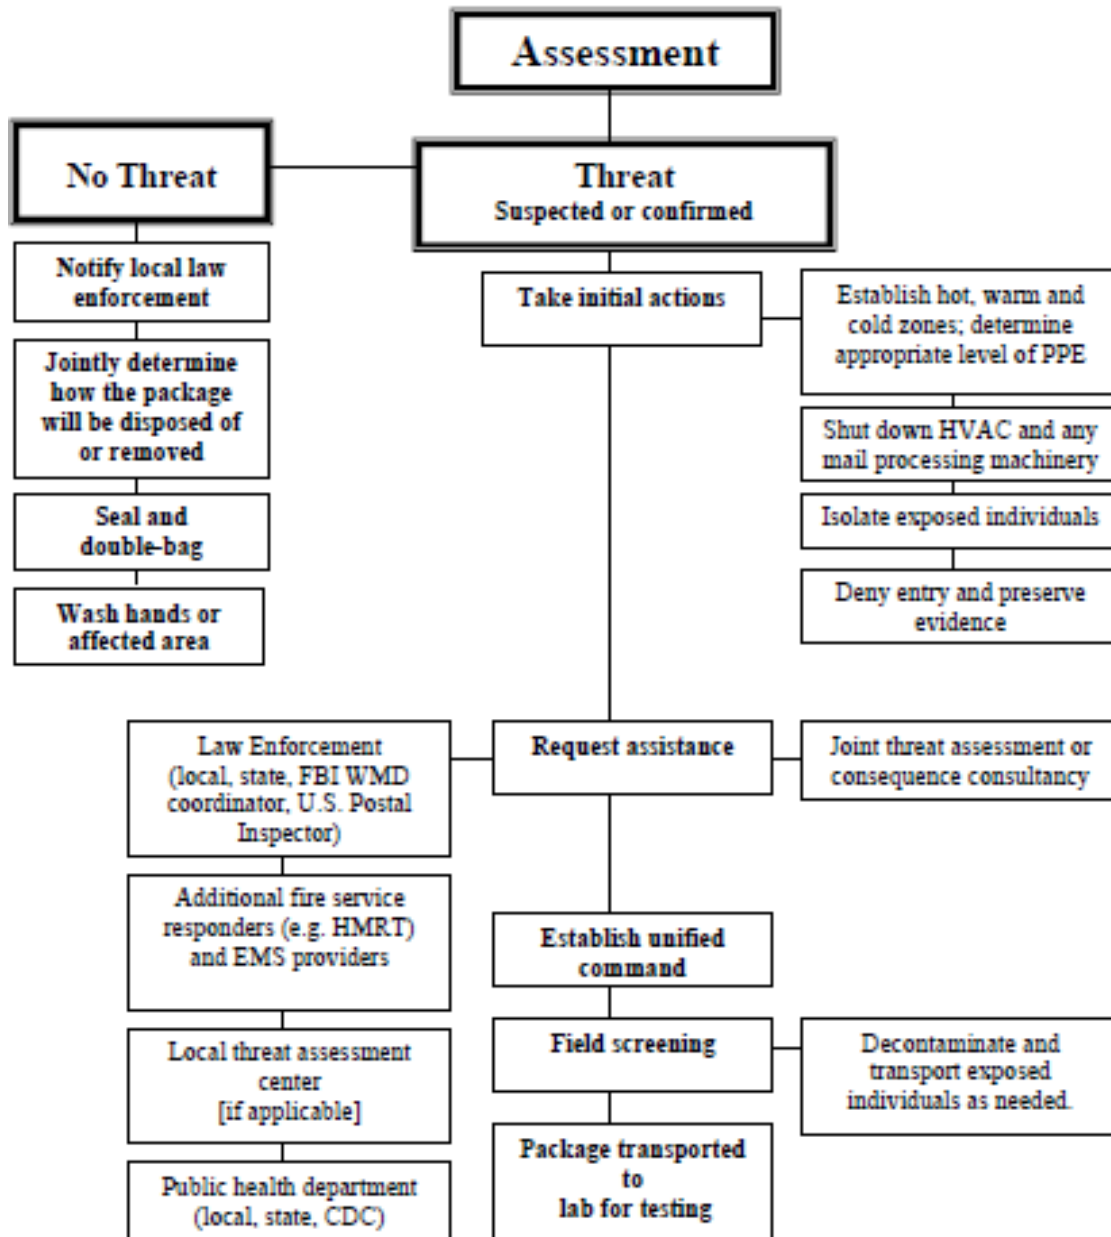 Assessment
No Threat
Threat
Suspected or confirmed
Notify local law
enforcement
Jointly determine
how the package
will be disposed of
or removed
Seal and
double-bag
Wash hands or
affected area
Take initial actions
Establish hot, warm and
cold zones; determine
appropriate level of PPE
Shut down HVAC and any
mail processing machinery
Isolate exposed individuals
Deny entry and preserve
evidence
Request assistance
Law Enforcement
(local, state, FBI WMD
coordinator, U.S. Postal
Inspector)
Additional fire service
responders (e.g. HMRT)
and EMS providers
Local threat assessment
center
[if applicable]
Public health department
(local, state, CDC)
Joint threat assessment or
consequence consultancy
Establish unified
command
Field screening
Decontaminate and
transport exposed
individuals as needed.
Package transported
to
lab for testing